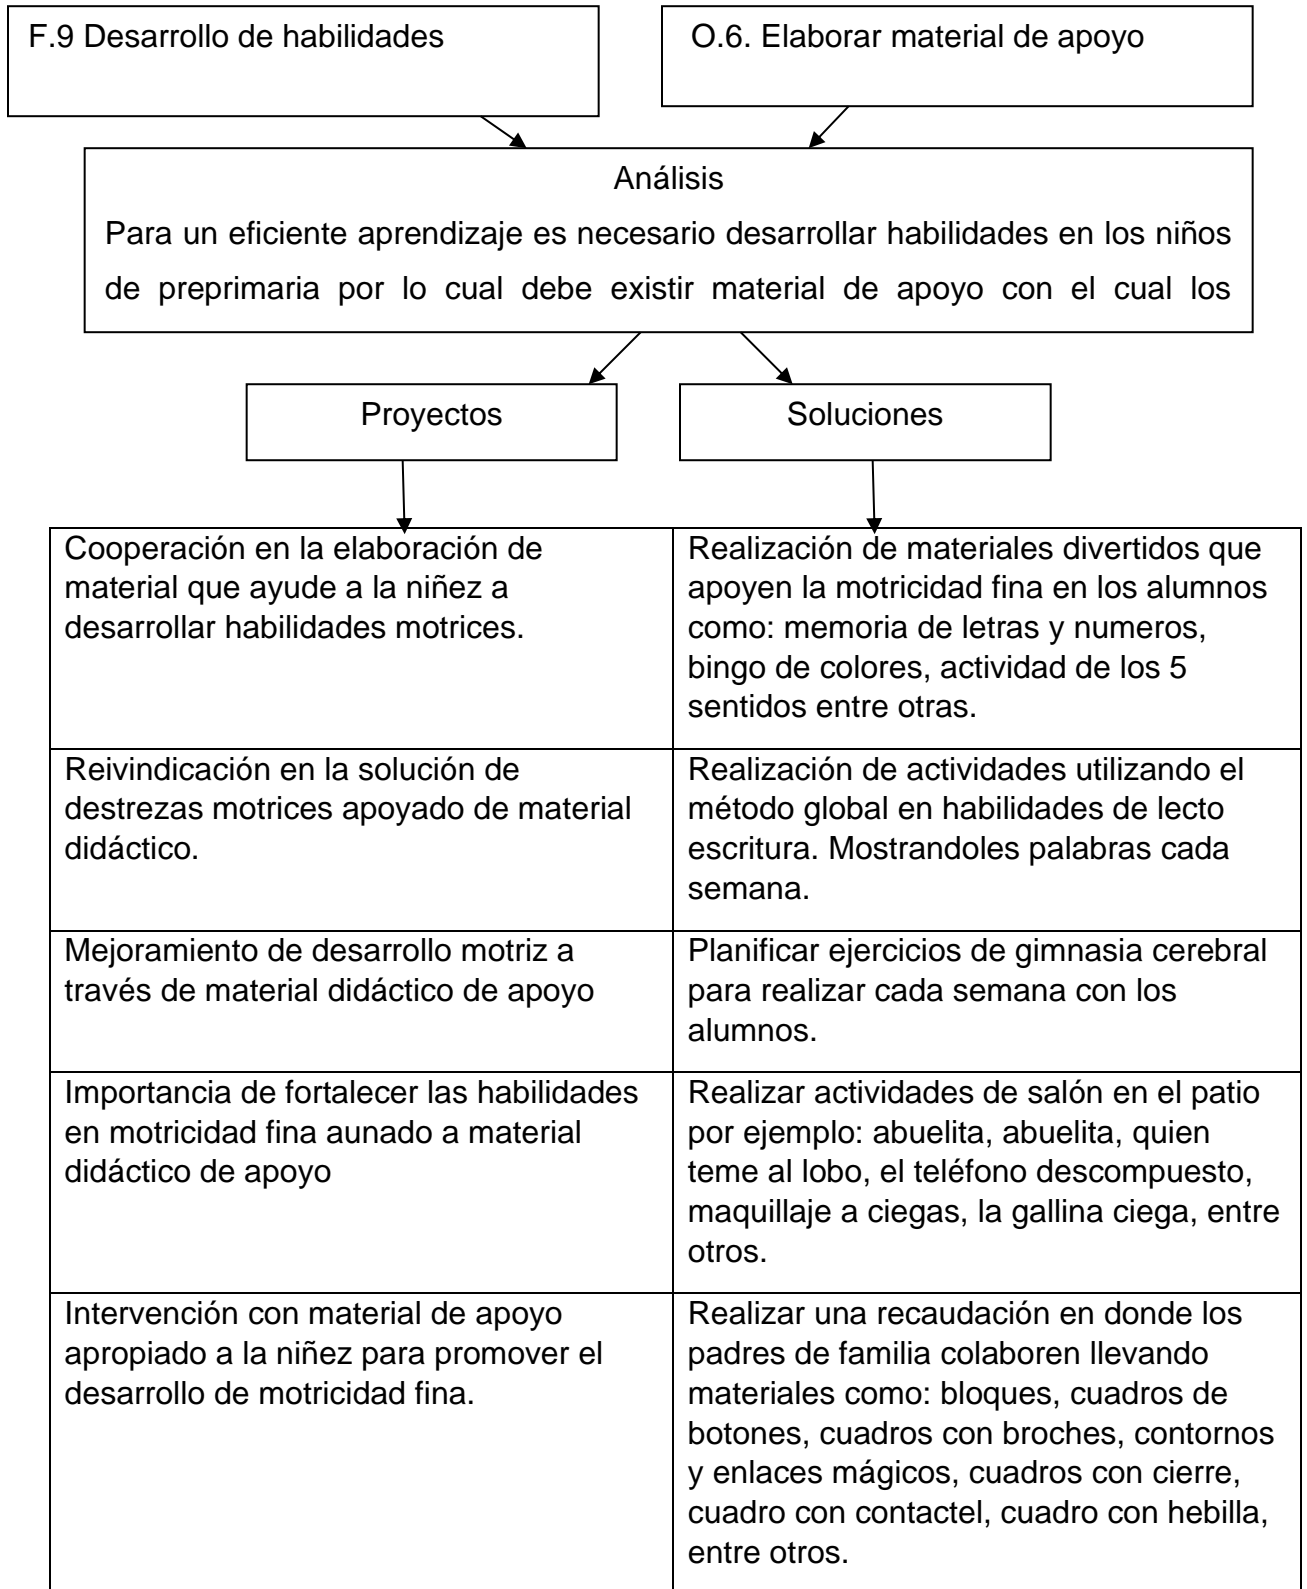 F.9 Desarrollo de habilidades
O.6. Elaborar material de apoyo
Análisis
Para un eficiente aprendizaje es necesario desarrollar habilidades en los niños
de preprimaria por lo cual debe existir material de apoyo con el cual los
Proyectos
Soluciones
Cooperación en la elaboración de
material que ayude a la niñez a
desarrollar habilidades motrices.
Realización de materiales divertidos que
apoyen la motricidad fina en los alumnos
como: memoria de letras y numeros,
bingo de colores, actividad de los 5
sentidos entre otras.
Reivindicación en la solución de
destrezas motrices apoyado de material
didáctico.
Realización de actividades utilizando el
método global en habilidades de lecto
escritura. Mostrandoles palabras cada
semana.
Mejoramiento de desarrollo motriz a
través de material didáctico de apoyo
Planificar ejercicios de gimnasia cerebral
para realizar cada semana con los
alumnos.
Importancia de fortalecer las habilidades
en motricidad fina aunado a material
didáctico de apoyo
Realizar actividades de salón en el patio
por ejemplo: abuelita, abuelita, quien
teme al lobo, el teléfono descompuesto,
maquillaje a ciegas, la gallina ciega, entre
otros.
Intervención con material de apoyo
apropiado a la niñez para promover el
desarrollo de motricidad fina.
Realizar una recaudación en donde los
padres de familia colaboren llevando
materiales como: bloques, cuadros de
botones, cuadros con broches, contornos
y enlaces mágicos, cuadros con cierre,
cuadro con contactel, cuadro con hebilla,
entre otros.